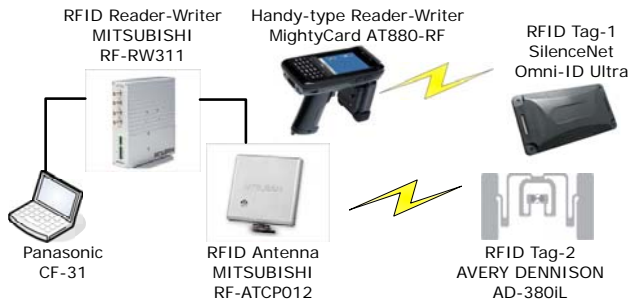 RFID Reader-Writer
MITSUBISHI
RF-RW311
Handy-type Reader-Writer
MightyCard AT880-RF
RFID Tag-1
SilenceNet
Omni-ID Ultra
Panasonic
CF-31
RFID Antenna
MITSUBISHI
RF-ATCP012
RFID Tag-2
AVERY DENNISON
AD-380iL